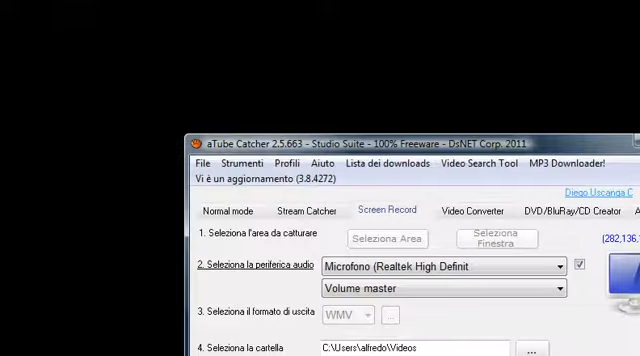 aTube Catcher 2.5.663 - Studio Suite - 100% Freeware - DsNET Corp. 2011
File Strumenti Profili Aiuto Lista dei downloads Video Search Tool MP3 Downloader!
Vi è un aggiornamento (3.8.4272)
Diego Uscanga C
Normal mode Stream Catcher Screen Record Video Converter DVD/BluRay/CD Creator A
1. Seleziona l'area da catturare Seleziona Area Seleziona Finestra (282,136,
2. Seleziona la periferica audio Microfono (Realtek High Definit
Volume master
3. Seleziona il formato di uscita WMV ...
4. Seleziona la cartella C:\Users\alfredo\Videos ...